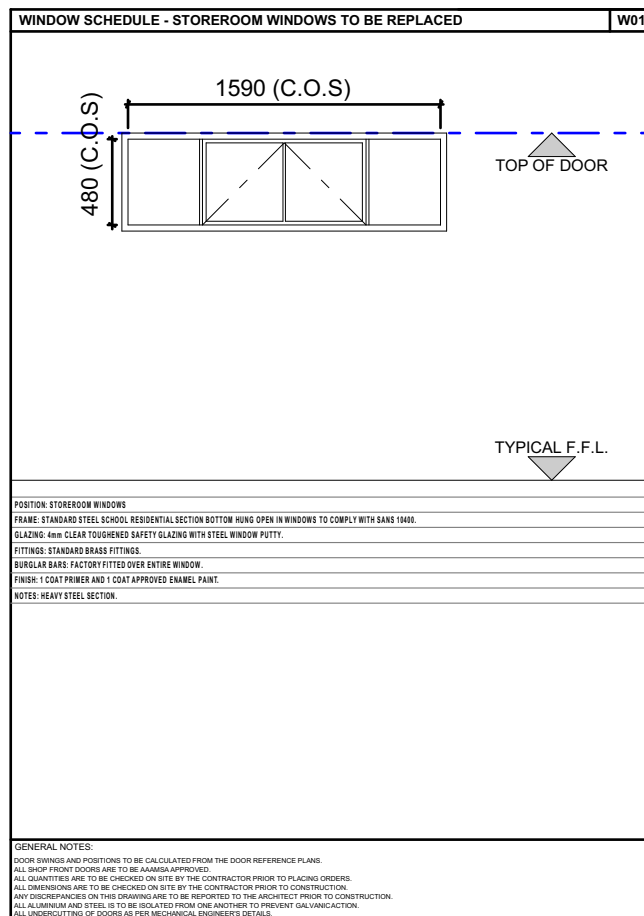 WINDOW SCHEDULE - STOREROOM WINDOWS TO BE REPLACED
W01
1590 (C.O.S)
480 (C.O.S)
TOP OF DOOR
TYPICAL F.F.L.
POSITION: STOREROOM WINDOWS
FRAME: STANDARD STEEL SCHOOL RESIDENTIAL SECTION BOTTOM HUNG OPEN IN WINDOWS TO COMPLY WITH SANS 10400.
GLAZING: 4mm CLEAR TOUGHENED SAFETY GLAZING WITH STEEL WINDOW PUTTY.
FITTINGS: STANDARD BRASS FITTINGS.
BURGLAR BARS: FACTORY FITTED OVER ENTIRE WINDOW.
FINISH: 1 COAT PRIMER AND 1 COAT APPROVED ENAMEL PAINT.
NOTES: HEAVY STEEL SECTION.
GENERAL NOTES:
DOOR SWINGS AND POSITIONS TO BE CALCULATED FROM THE DOOR REFERENCE PLANS.
ALL SHOP FRONT DOORS ARE TO BE AAAMSA APPROVED.
ALL QUANTITIES ARE TO BE CHECKED ON SITE BY THE CONTRACTOR PRIOR TO PLACING ORDERS.
ALL DIMENSIONS ARE TO BE CHECKED ON SITE BY THE CONTRACTOR PRIOR TO CONSTRUCTION.
ANY DISCREPANCIES ON THIS DRAWING ARE TO BE REPORTED TO THE ARCHITECT PRIOR TO CONSTRUCTION.
ALL ALUMINIUM AND STEEL IS TO BE ISOLATED FROM ONE ANOTHER TO PREVENT GALVANIC ACTION.
ALL UNDERCUTTING OF DOORS AS PER MECHANICAL ENGINEER'S DETAILS.